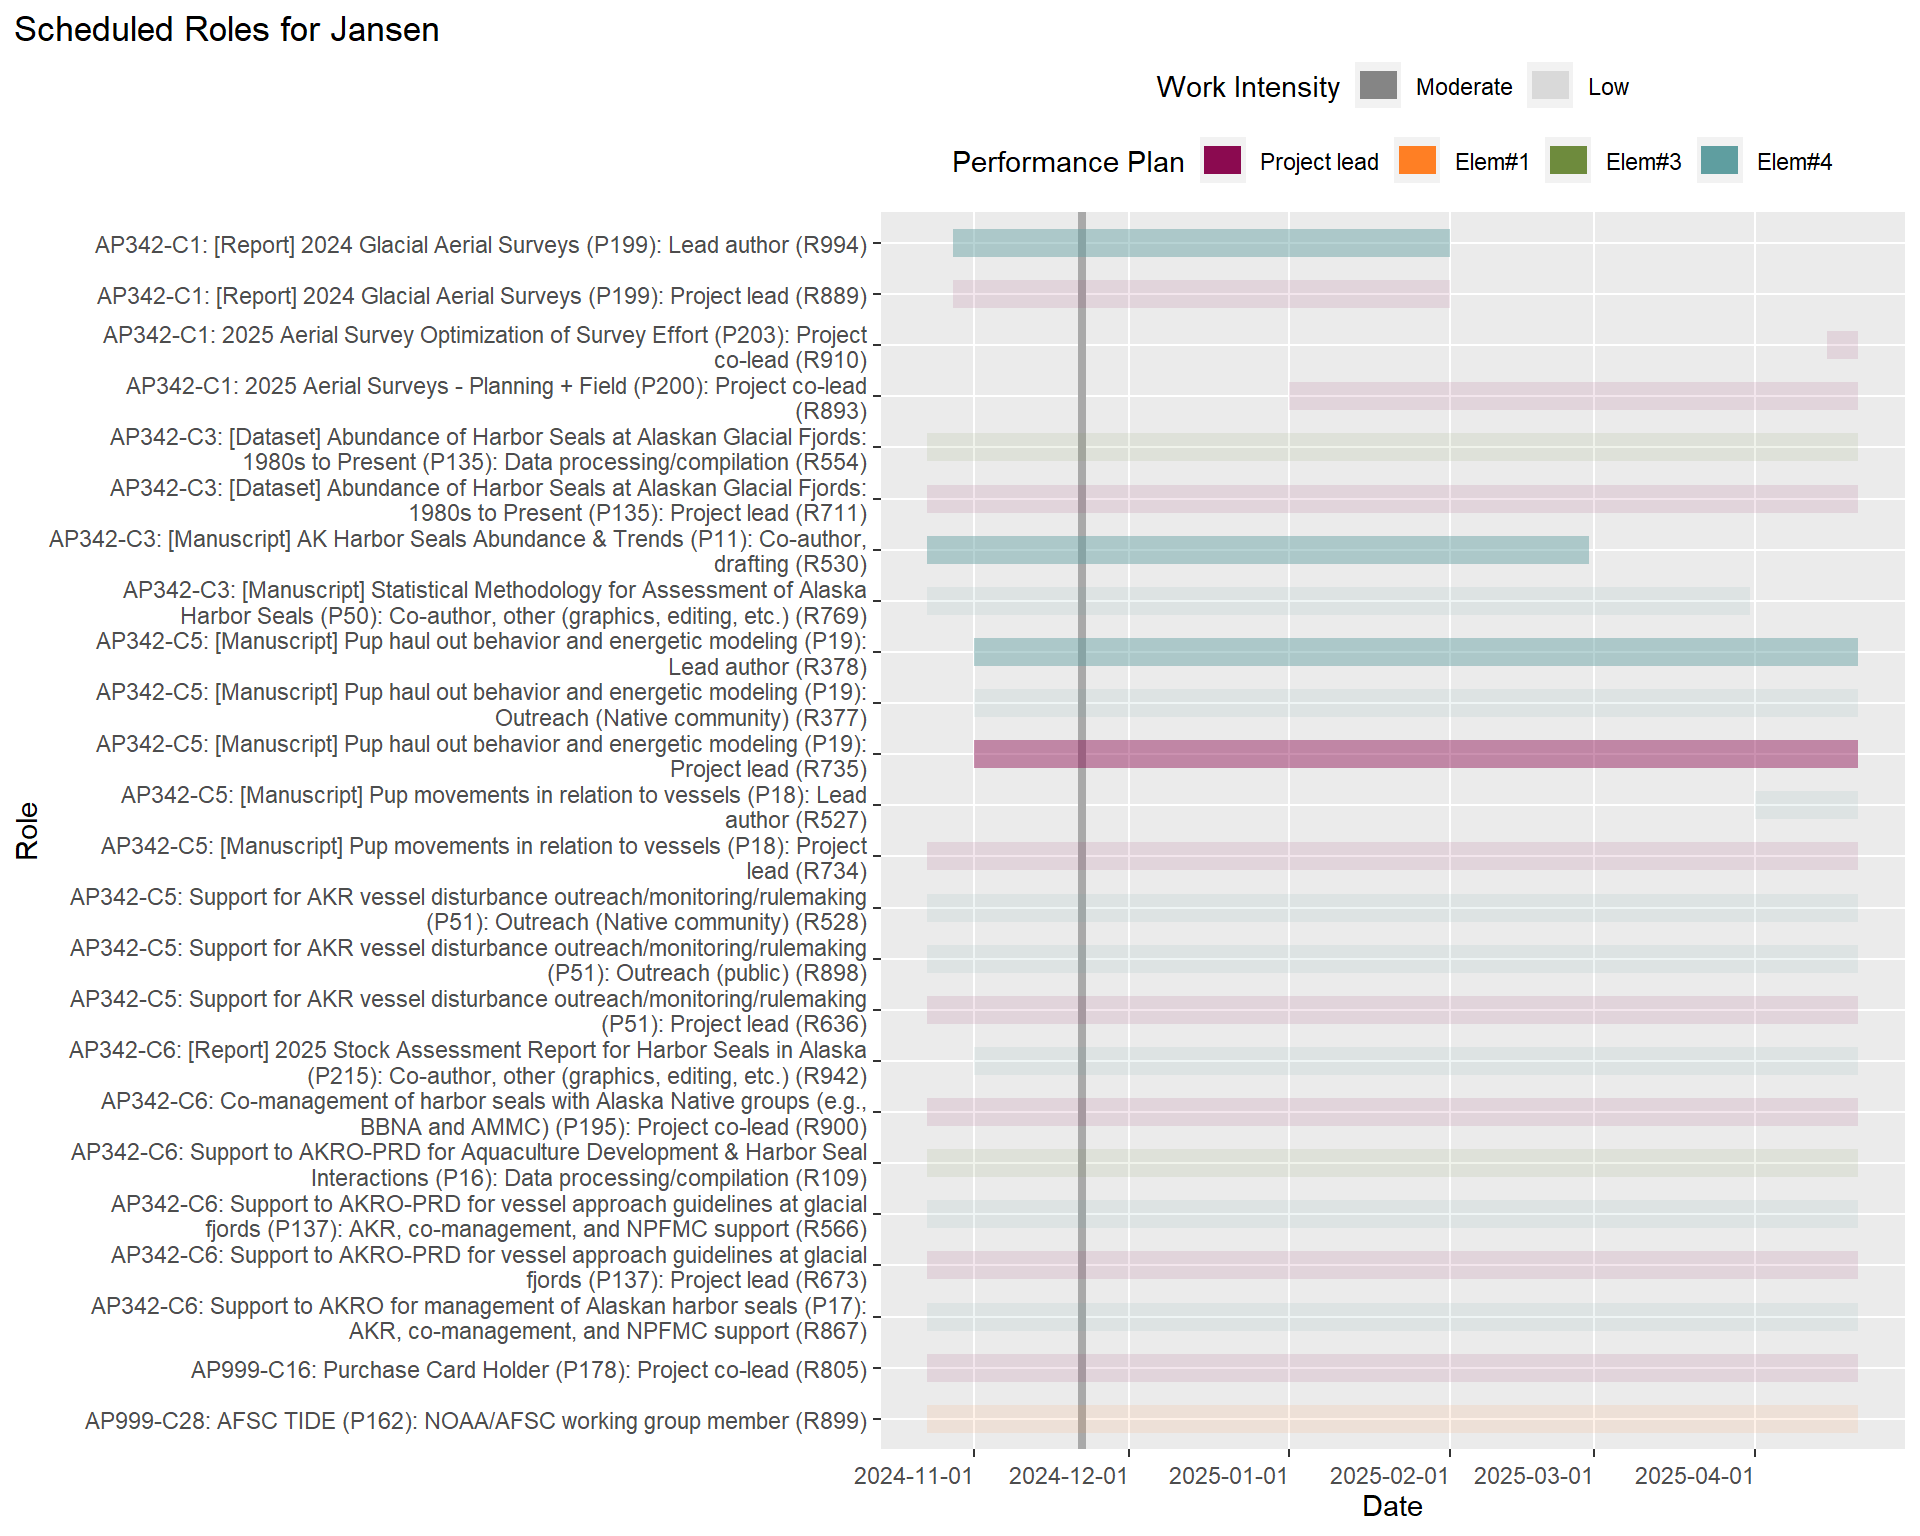 Scheduled Roles for Jansen
Work Intensity Moderate Low
Performance Plan Project lead Elem#1 Elem#3 Elem#4
AP342-C1: [Report] 2024 Glacial Aerial Surveys (P199): Lead author (R994)
AP342-C1: [Report] 2024 Glacial Aerial Surveys (P199): Project lead (R889)
AP342-C1: 2025 Aerial Survey Optimization of Survey Effort (P203): Project
co-lead (R910)
AP342-C1: 2025 Aerial Surveys - Planning + Field (P200): Project co-lead
(R893)
AP342-C3: [Dataset] Abundance of Harbor Seals at Alaskan Glacial Fjords:
1980s to Present (P135): Data processing/compilation (R554)
AP342-C3: [Dataset] Abundance of Harbor Seals at Alaskan Glacial Fjords:
1980s to Present (P135): Project lead (R711)
AP342-C3: [Manuscript] AK Harbor Seals Abundance & Trends (P11): Co-author,
drafting (R530)
AP342-C3: [Manuscript] Statistical Methodology for Assessment of Alaska
Harbor Seals (P50): Co-author, other (graphics, editing, etc.) (R769)
AP342-C5: [Manuscript] Pup haul out behavior and energetic modeling (P19):
Lead author (R378)
AP342-C5: [Manuscript] Pup haul out behavior and energetic modeling (P19):
Outreach (Native community) (R377)
AP342-C5: [Manuscript] Pup haul out behavior and energetic modeling (P19):
Project lead (R735)
AP342-C5: [Manuscript] Pup movements in relation to vessels (P18): Lead
author (R527)
AP342-C5: [Manuscript] Pup movements in relation to vessels (P18): Project
lead (R734)
AP342-C5: Support for AKR vessel disturbance outreach/monitoring/rulemaking
(P51): Outreach (Native community) (R528)
AP342-C5: Support for AKR vessel disturbance outreach/monitoring/rulemaking
(P51): Outreach (public) (R898)
AP342-C5: Support for AKR vessel disturbance outreach/monitoring/rulemaking
(P51): Project lead (R636)
AP342-C6: [Report] 2025 Stock Assessment Report for Harbor Seals in Alaska
(P215): Co-author, other (graphics, editing, etc.) (R942)
AP342-C6: Co-management of harbor seals with Alaska Native groups (e.g.,
BBNA and AMMC) (P195): Project co-lead (R900)
AP342-C6: Support to AKRO-PRD for Aquaculture Development & Harbor Seal
Interactions (P16): Data processing/compilation (R109)
AP342-C6: Support to AKRO-PRD for vessel approach guidelines at glacial
fjords (P137): AKR, co-management, and NPFMC support (R566)
AP342-C6: Support to AKRO-PRD for vessel approach guidelines at glacial
fjords (P137): Project lead (R673)
AP342-C6: Support to AKRO for management of Alaskan harbor seals (P17):
AKR, co-management, and NPFMC support (R867)
AP999-C16: Purchase Card Holder (P178): Project co-lead (R805)
AP999-C28: AFSC TIDE (P162): NOAA/AFSC working group member (R899)
Role
2024-11-01 2024-12-01 2025-01-01 2025-02-01 2025-03-01 2025-04-01
Date